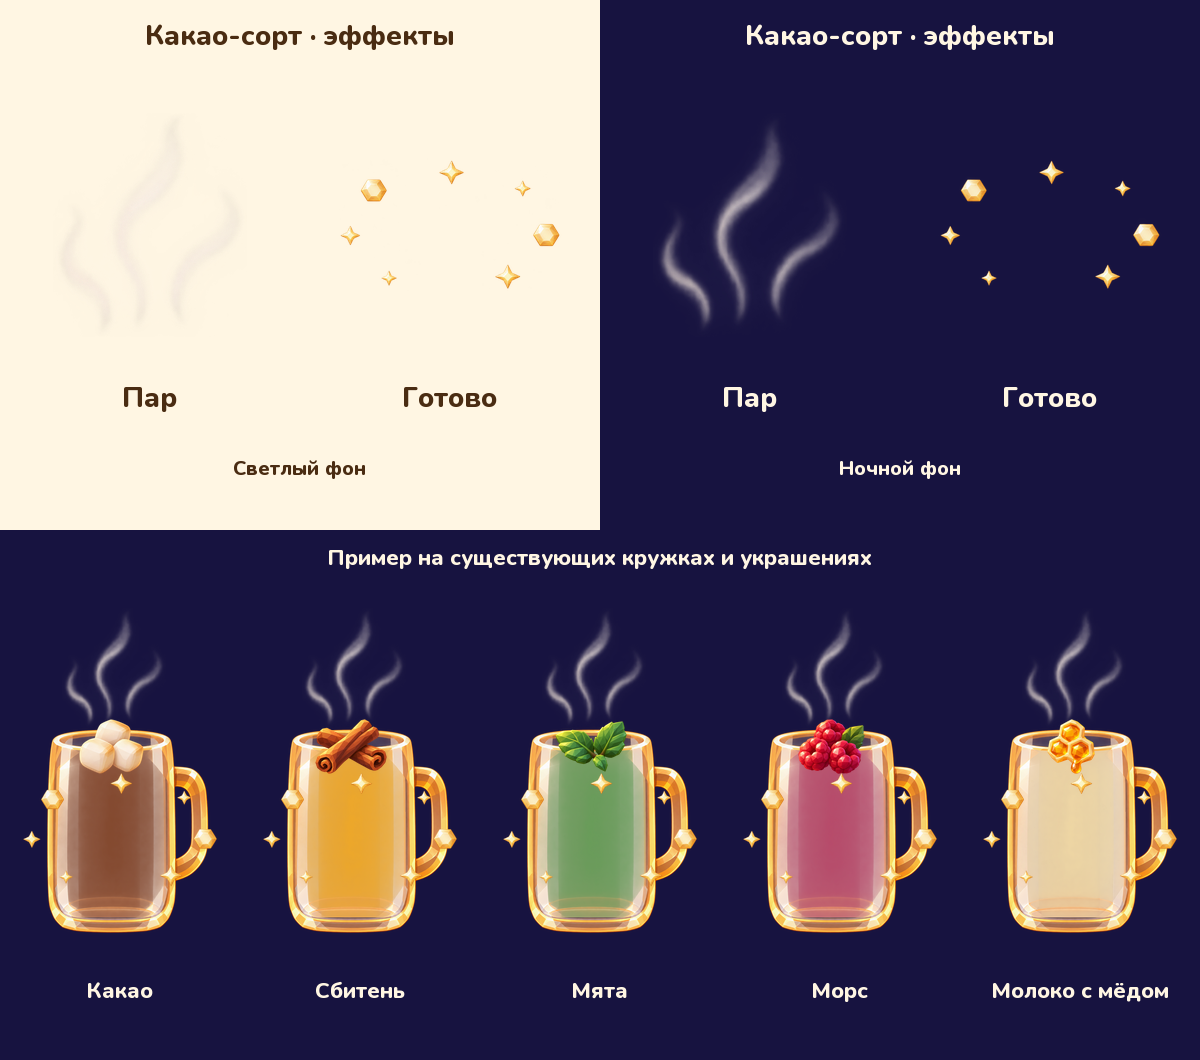 Какао-сорт · эффекты
Какао-сорт · эффекты
Пар
Готово
Пар
Готово
Светлый фон
Ночной фон
Пример на существующих кружках и украшениях
Какао
Сбитень
Мята
Морс
Молоко с мёдом